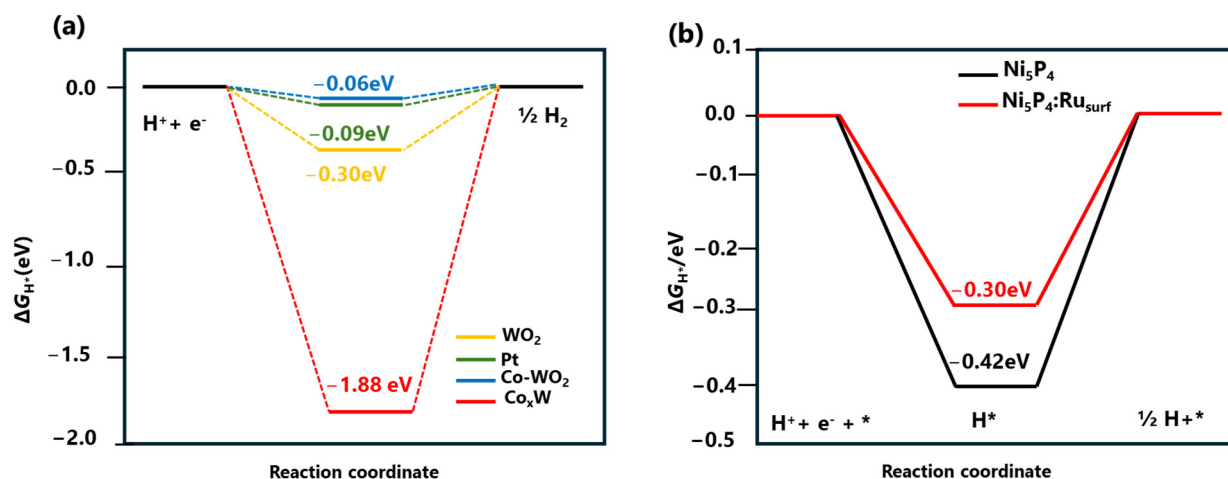 (a)
0.0
−0.5
−1.0
−1.5
−2.0
ΔG_H*(eV)
H⁺+ e⁻
−0.06eV
−0.09eV
−0.30eV
−1.88 eV
½ H₂
WO₂
Pt
Co-WO₂
CoₓW
Reaction coordinate
(b)
0.1
0.0
−0.1
−0.2
−0.3
−0.4
−0.5
ΔG_H*/eV
Ni₅P₄
Ni₅P₄:Ru_surf
−0.30eV
−0.42eV
H⁺+ e⁻ + *
H*
½ H+*
Reaction coordinate